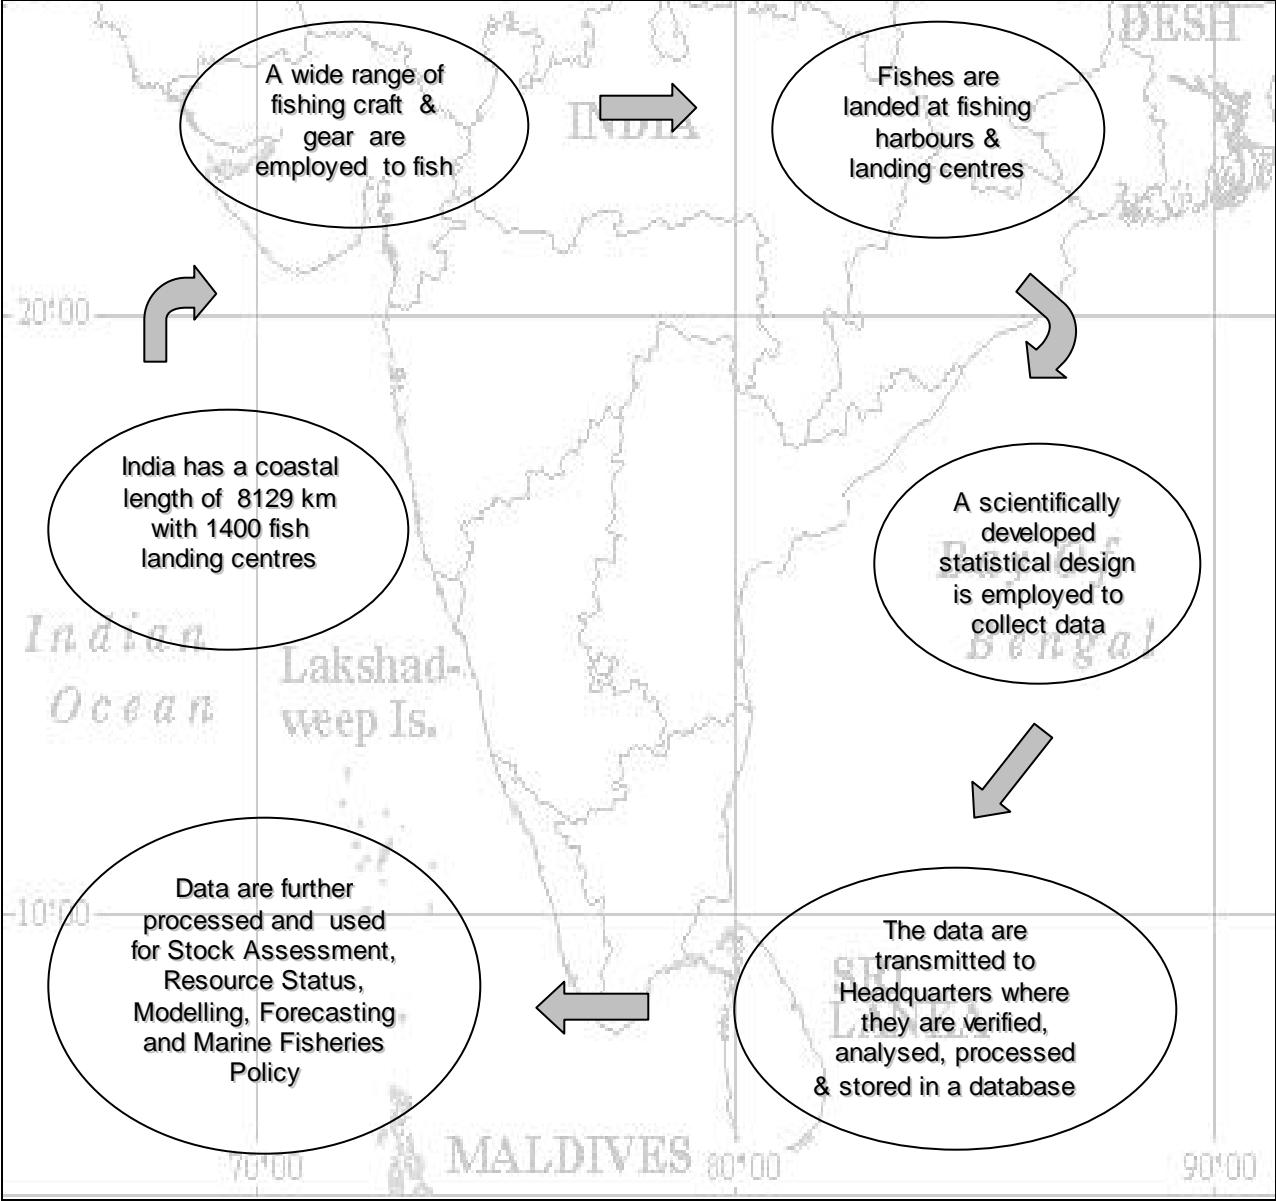 DESH
A wide range of
fishing craft & 
gear are
employed to fish
INDIA
Fishes are
landed at fishing
harbours &
landing centres
20°00
India has a coastal
length of 8129 km
with 1400 fish
landing centres
A scientifically
developed
statistical design
is employed to
collect data
Bay Of
Bengal
Indian
Ocean
Lakshad-
weep Is.
Data are further
processed and used
for Stock Assessment,
Resource Status,
Modelling, Forecasting
and Marine Fisheries
Policy
10°00
The data are
transmitted to
Headquarters where
they are verified,
analysed, processed
& stored in a database
SRI
LANKA
MALDIVES
70°00
80°00
90°00